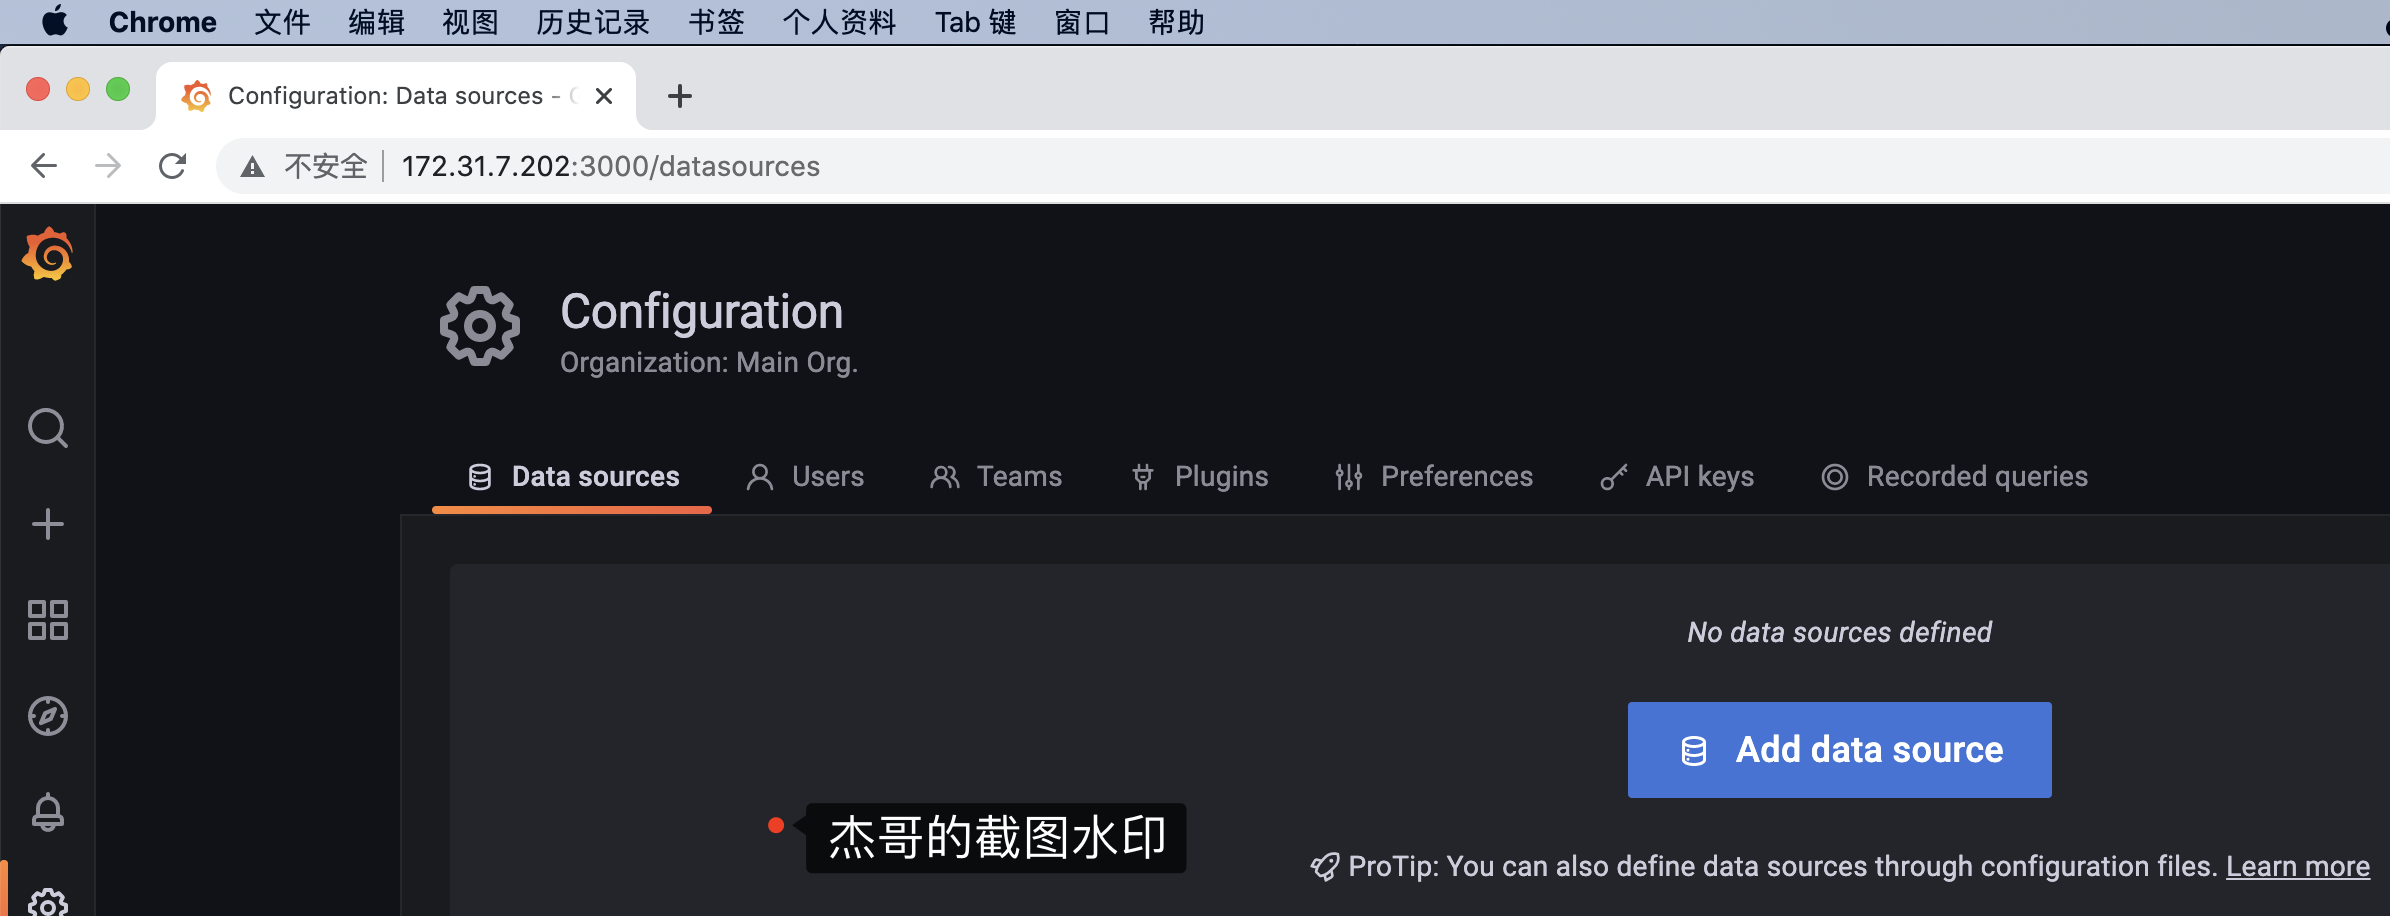 Chrome 文件 编辑 视图 历史记录 书签 个人资料 Tab 键 窗口 帮助
Configuration: Data sources -
不安全 172.31.7.202:3000/datasources
Configuration
Organization: Main Org.
Data sources Users Teams Plugins Preferences API keys Recorded queries
No data sources defined
Add data source
杰哥的截图水印
ProTip: You can also define data sources through configuration files. Learn more